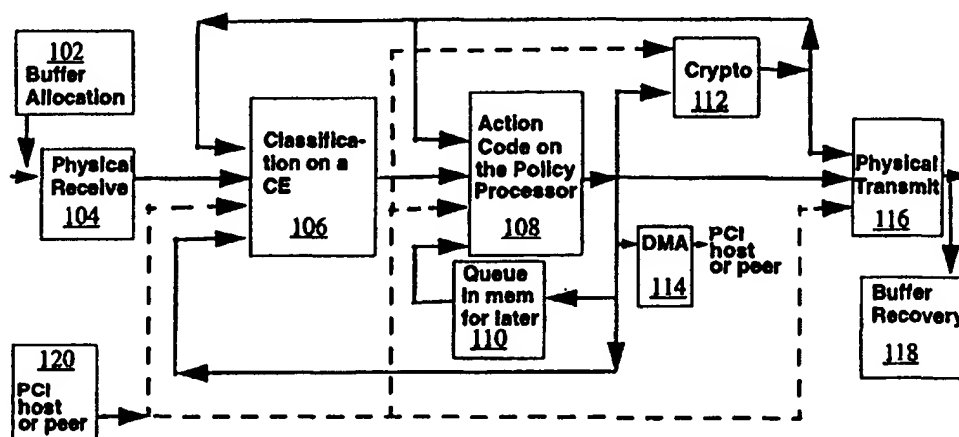 102
Buffer
Allocation
Physical
Receive
104
Classifica-
tion on a
CE
106
Action
Code on
the Policy
Processor
108
Crypto
112
Physical
Transmit
116
DMA
114
PCI
host
or peer
Queue
in mem
for later
110
Buffer
Recovery
118
120
PCI
host
or peer